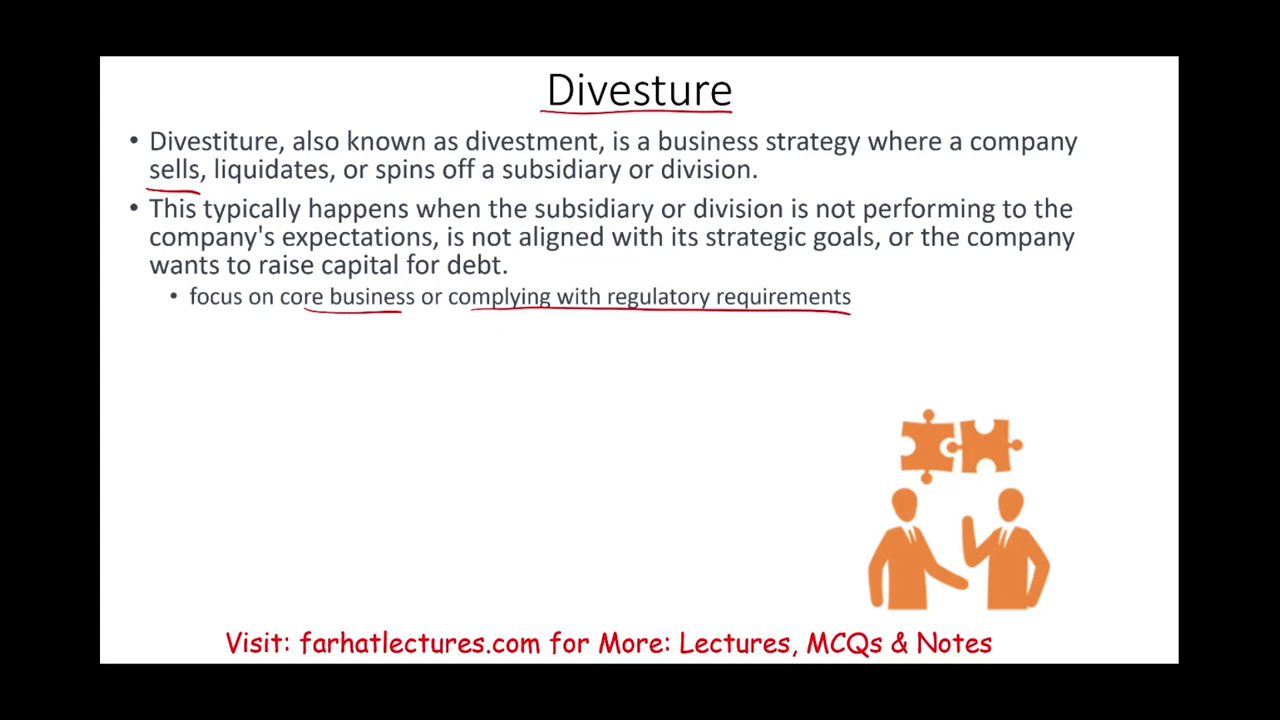 Divesture
• Divestiture, also known as divestment, is a business strategy where a company
sells, liquidates, or spins off a subsidiary or division.
• This typically happens when the subsidiary or division is not performing to the
company's expectations, is not aligned with its strategic goals, or the company
wants to raise capital for debt.
• focus on core business or complying with regulatory requirements
Visit: farhatlectures.com for More: Lectures, MCQs & Notes